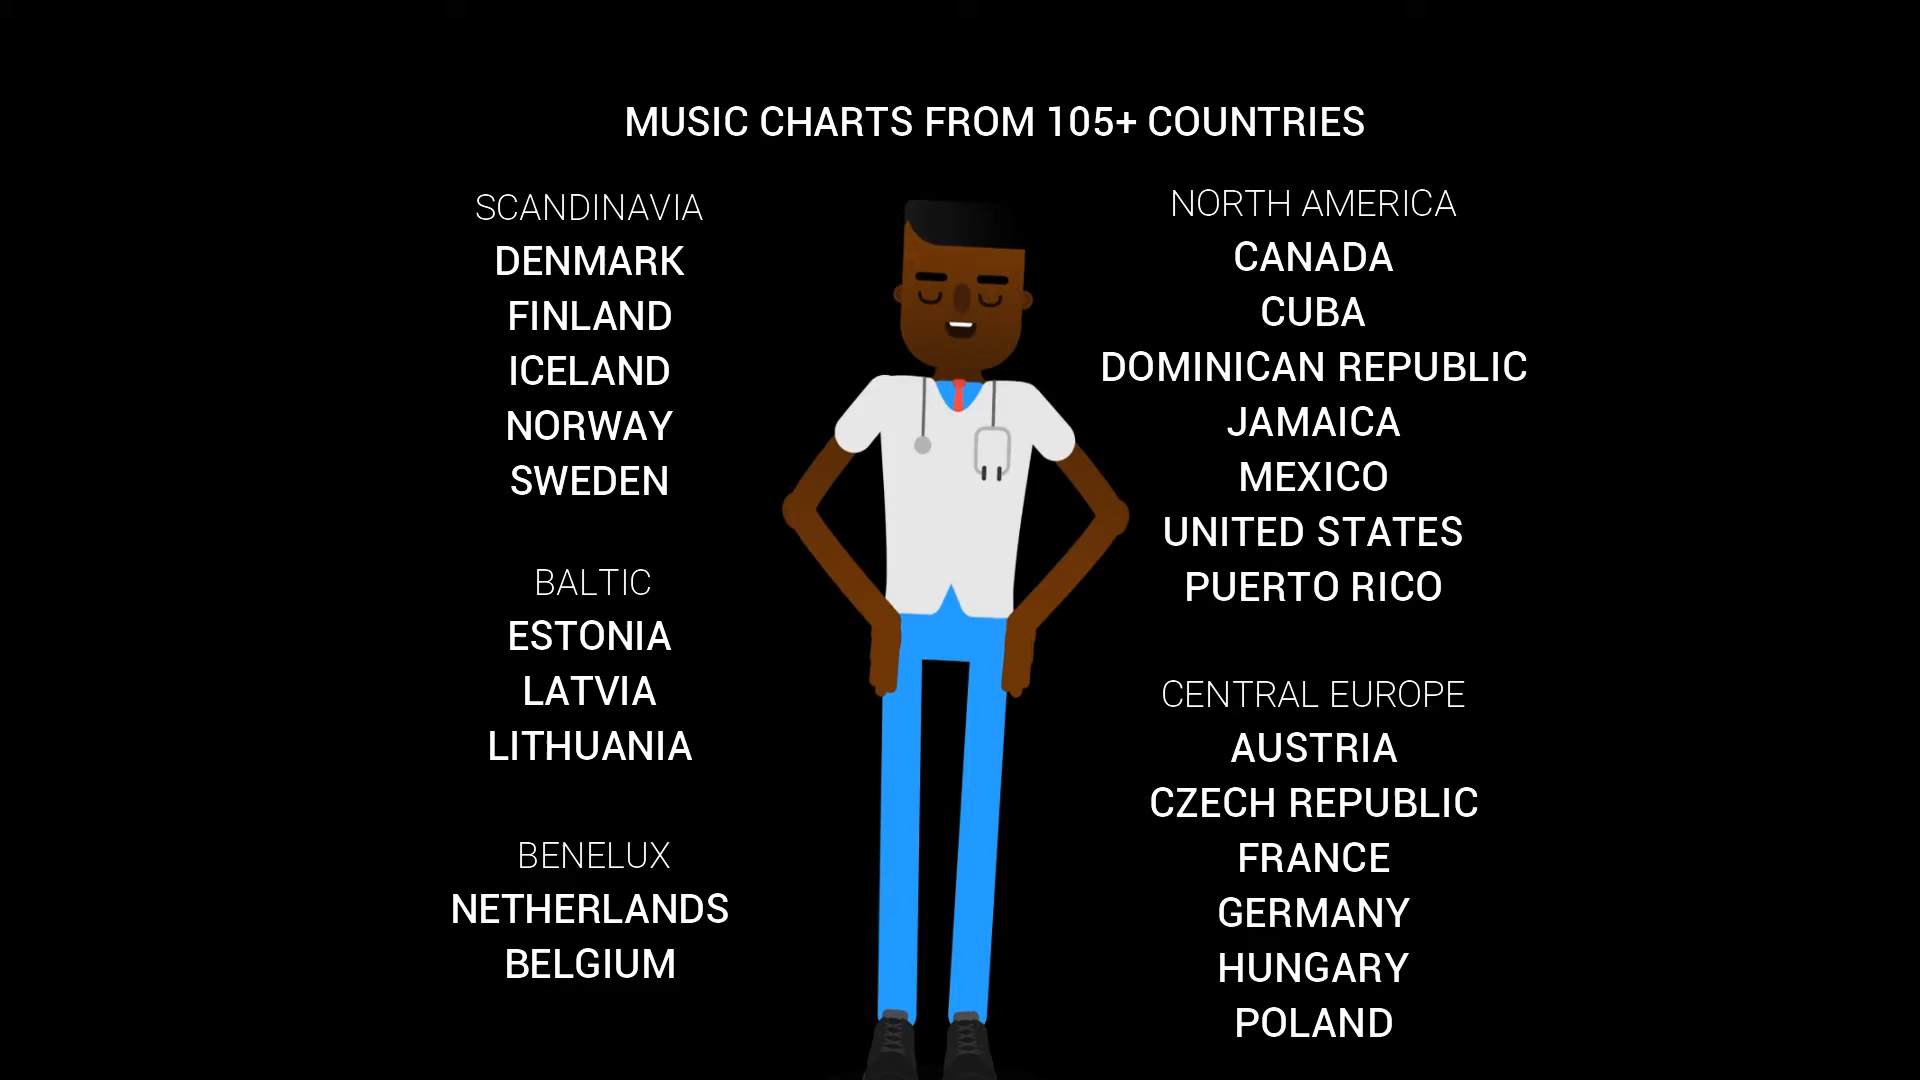 MUSIC CHARTS FROM 105+ COUNTRIES
SCANDINAVIA
DENMARK
FINLAND
ICELAND
NORWAY
SWEDEN
BALTIC
ESTONIA
LATVIA
LITHUANIA
BENELUX
NETHERLANDS
BELGIUM
NORTH AMERICA
CANADA
CUBA
DOMINICAN REPUBLIC
JAMAICA
MEXICO
UNITED STATES
PUERTO RICO
CENTRAL EUROPE
AUSTRIA
CZECH REPUBLIC
FRANCE
GERMANY
HUNGARY
POLAND